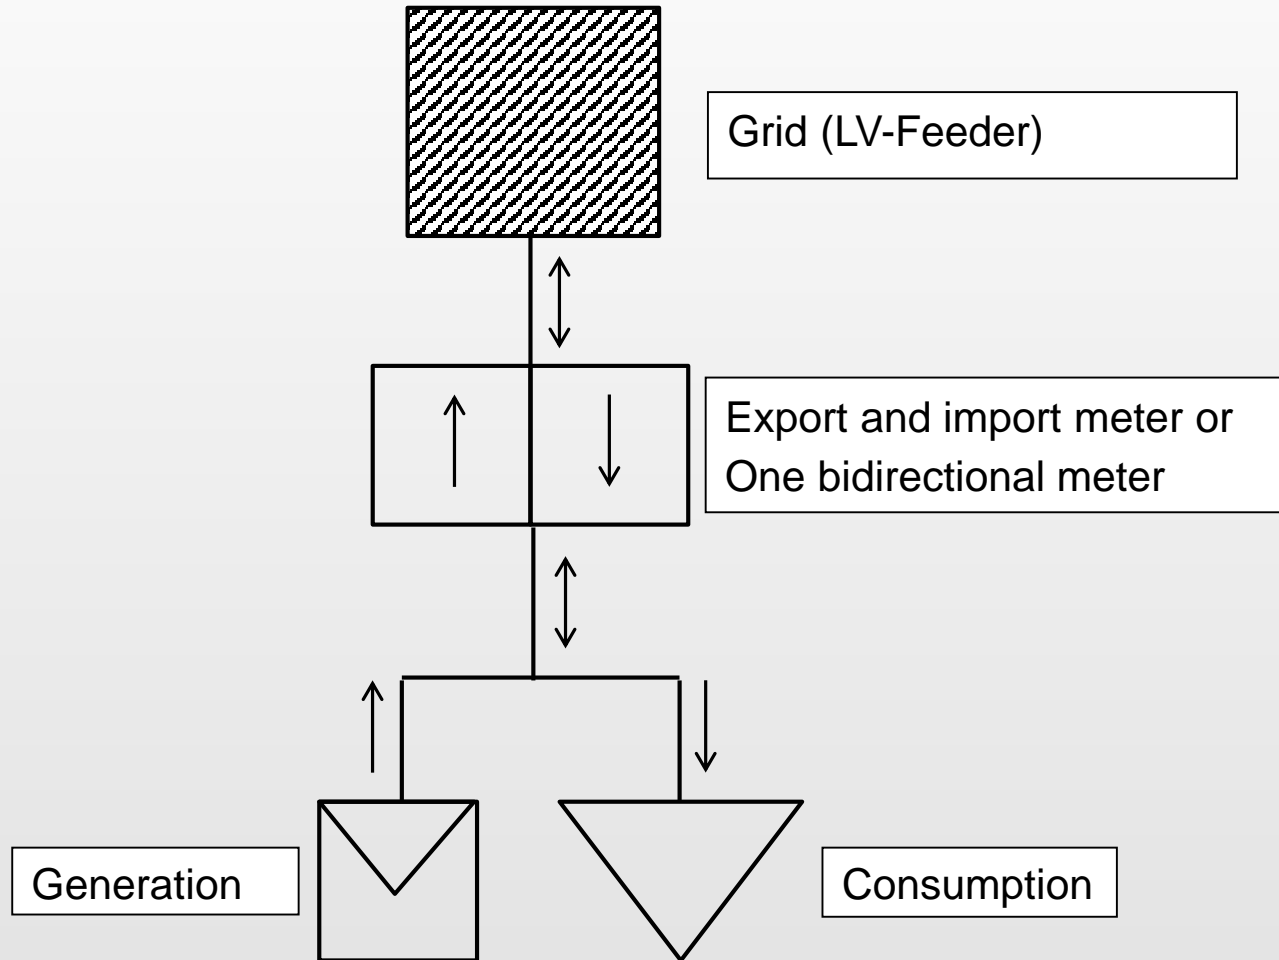 Grid (LV-Feeder)
Export and import meter or
One bidirectional meter
Generation
Consumption